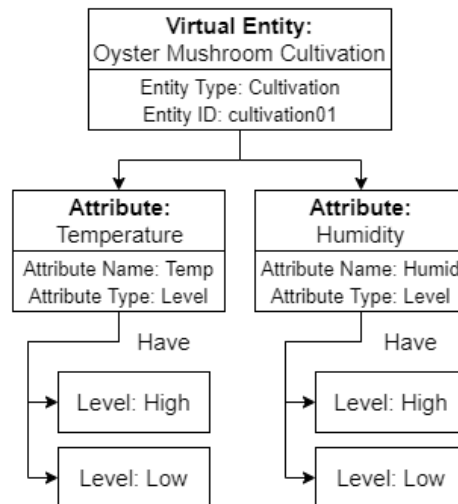 Virtual Entity:
Oyster Mushroom Cultivation
Entity Type: Cultivation
Entity ID: cultivation01
Attribute:
Temperature
Attribute Name: Temp
Attribute Type: Level
Have
Level: High
Level: Low
Attribute:
Humidity
Attribute Name: Humid
Attribute Type: Level
Have
Level: High
Level: Low